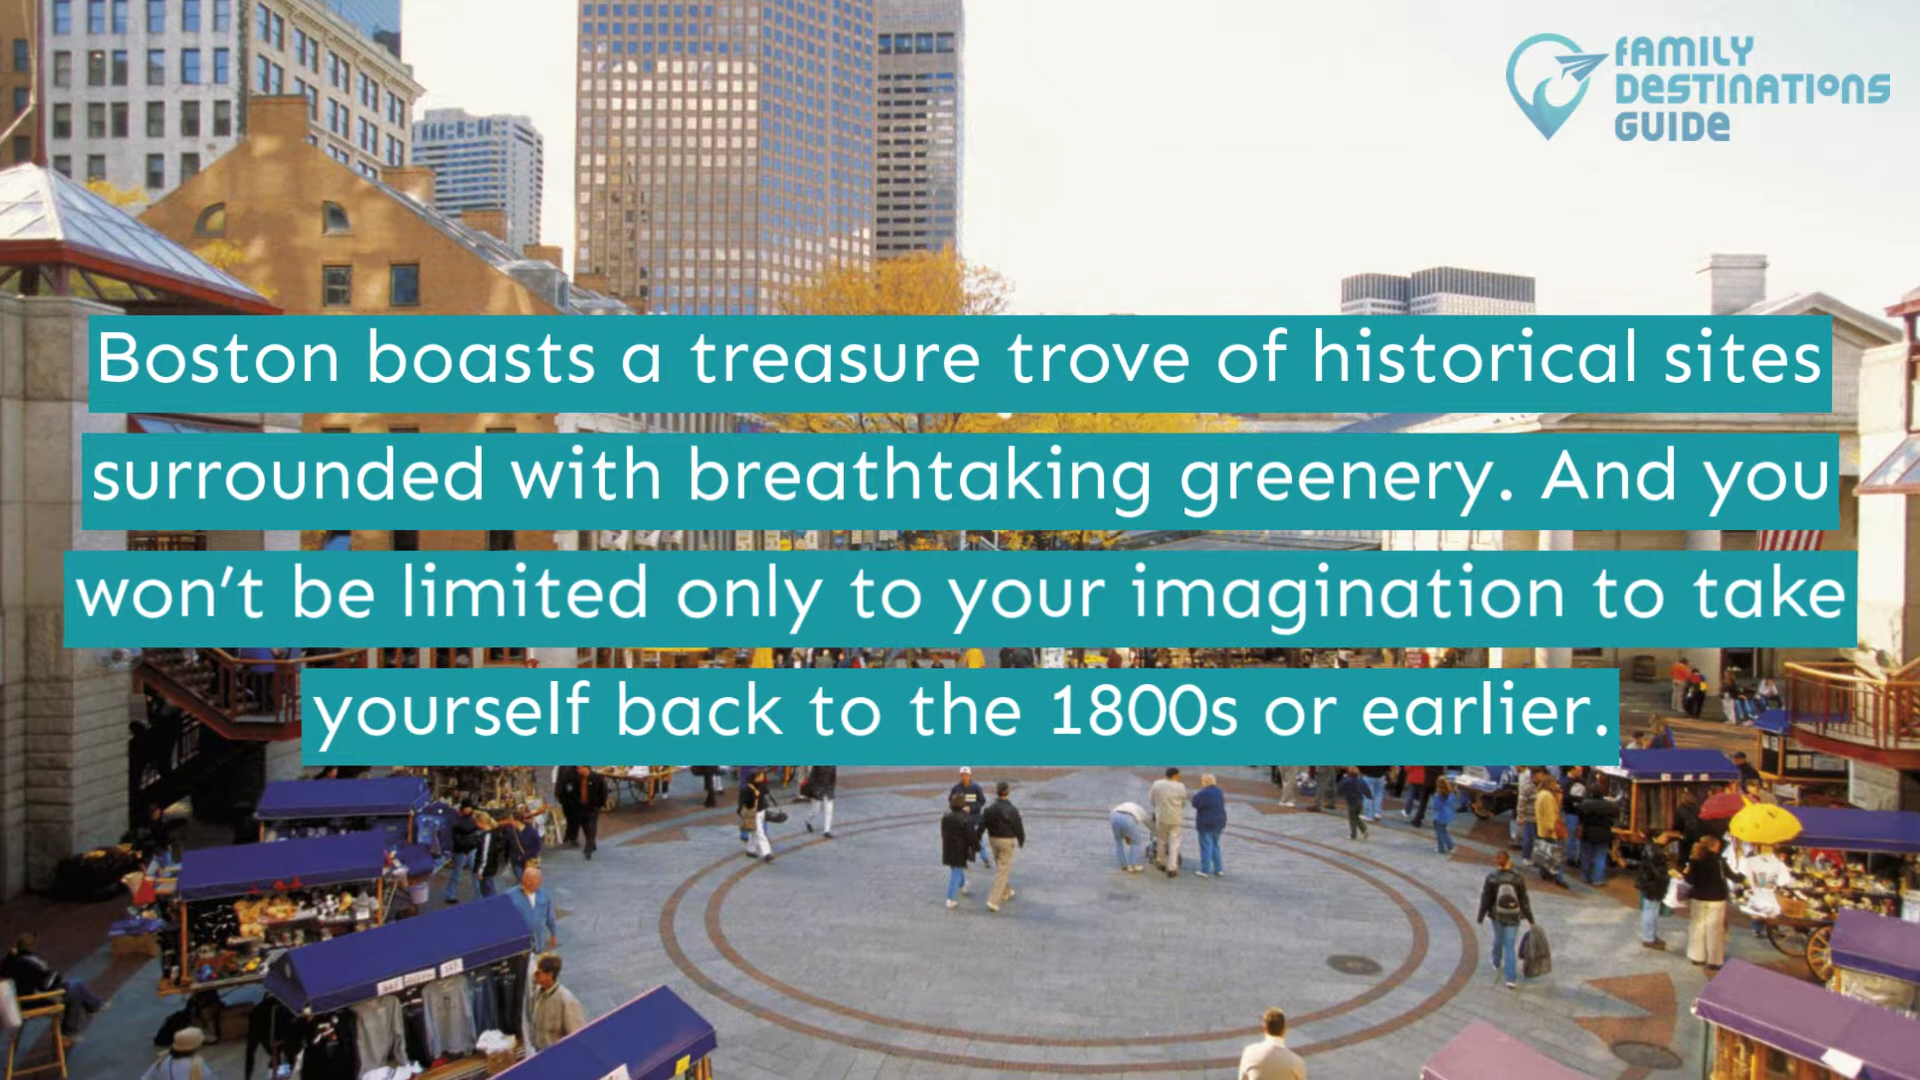 FAMILY
DESTINATIONS
GUIDE
Boston boasts a treasure trove of historical sites
surrounded with breathtaking greenery. And you
won't be limited only to your imagination to take
yourself back to the 1800s or earlier.